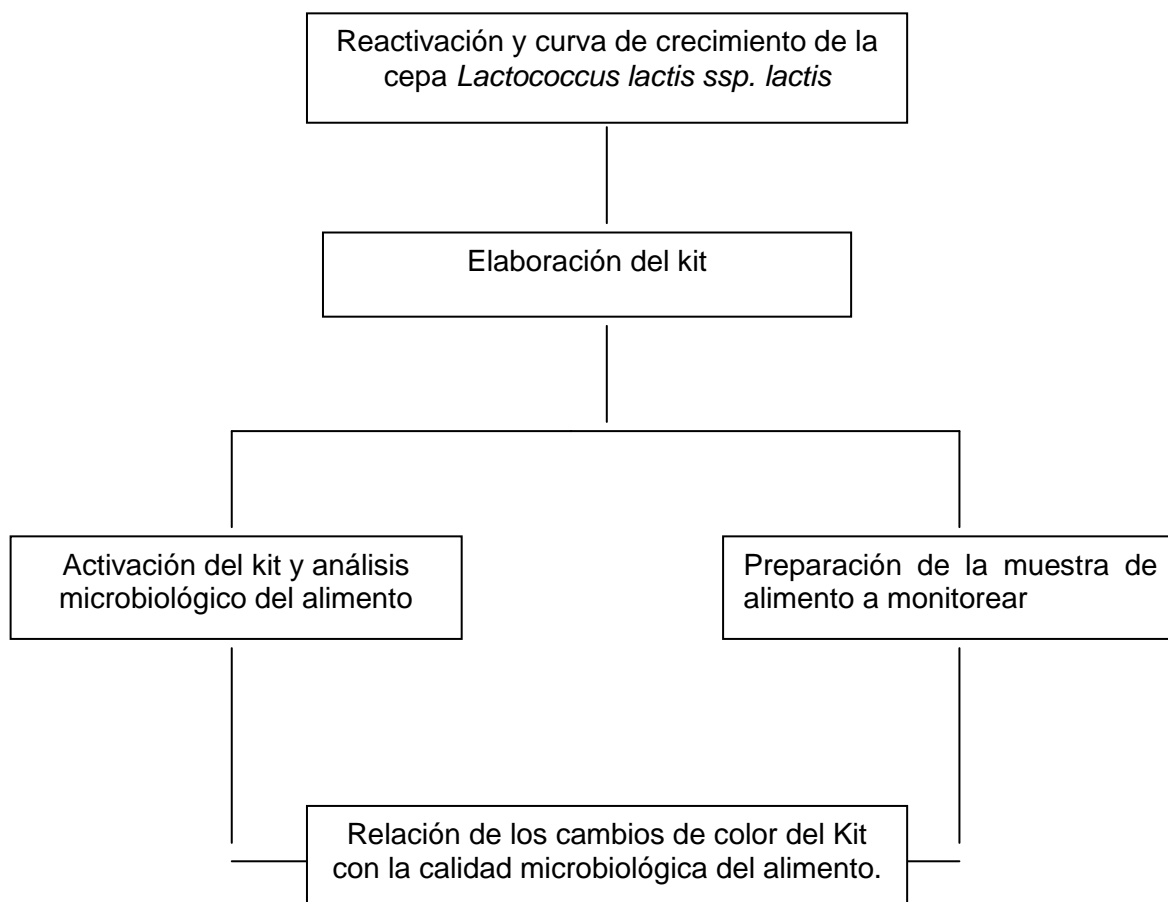 Reactivación y curva de crecimiento de la
cepa Lactococcus lactis ssp. lactis
Elaboración del kit
Activación del kit y análisis
microbiológico del alimento
Preparación de la muestra de
alimento a monitorear
Relación de los cambios de color del Kit
con la calidad microbiológica del alimento.